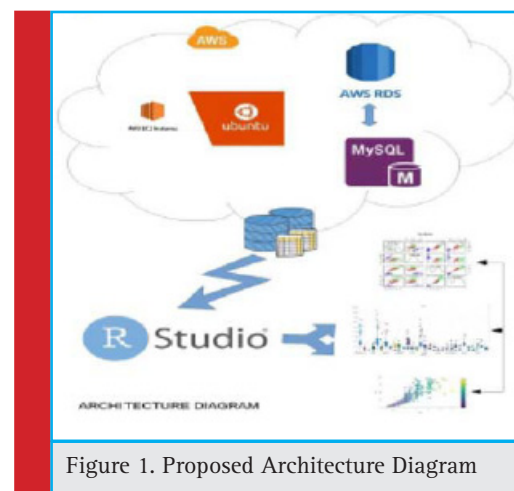 AWS
AWS RDS
ubuntu
MySQL
M
R Studio
ARCHITECTURE DIAGRAM
Figure 1. Proposed Architecture Diagram